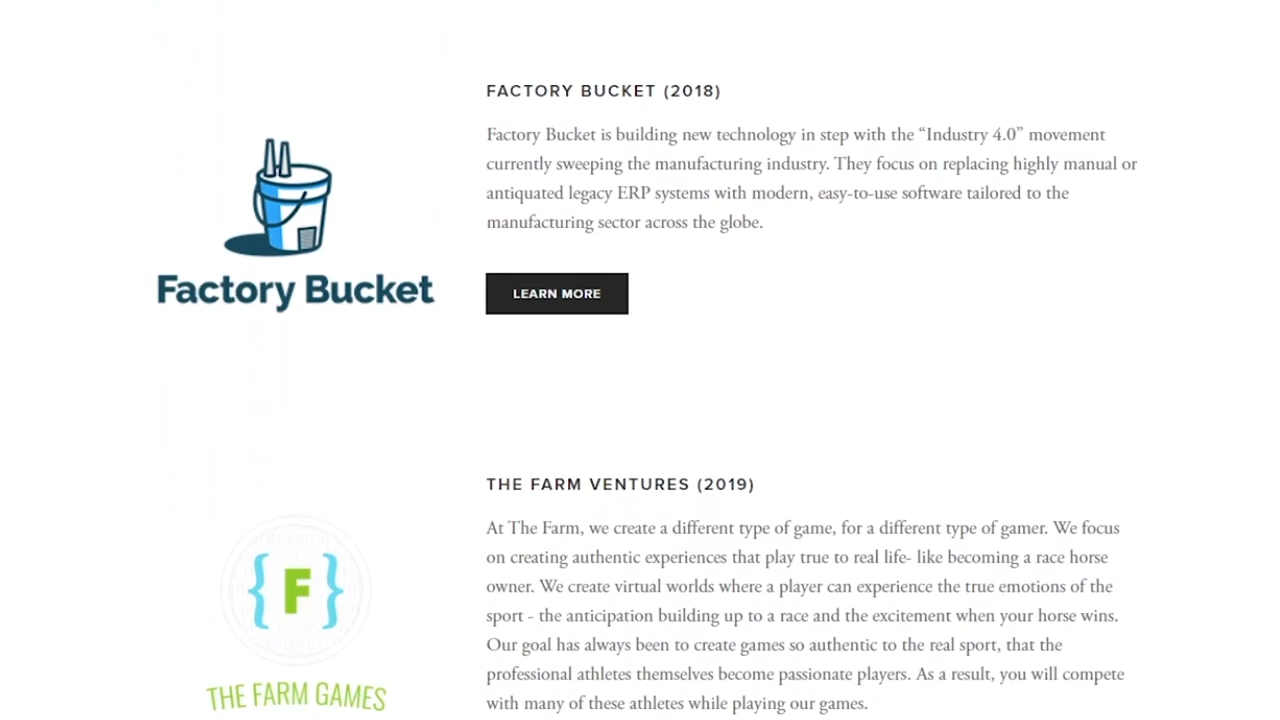 FACTORY BUCKET (2018)
Factory Bucket is building new technology in step with the “Industry 4.0” movement
currently sweeping the manufacturing industry. They focus on replacing highly manual or
antiquated legacy ERP systems with modern, easy-to-use software tailored to the
manufacturing sector across the globe.
Factory Bucket
LEARN MORE
THE FARM VENTURES (2019)
At The Farm, we create a different type of game, for a different type of gamer. We focus
on creating authentic experiences that play true to real life- like becoming a race horse
owner. We create virtual worlds where a player can experience the true emotions of the
sport - the anticipation building up to a race and the excitement when your horse wins.
Our goal has always been to create games so authentic to the real sport, that the
professional athletes themselves become passionate players. As a result, you will compete
with many of these athletes while playing our games.
{F}
THE FARM GAMES